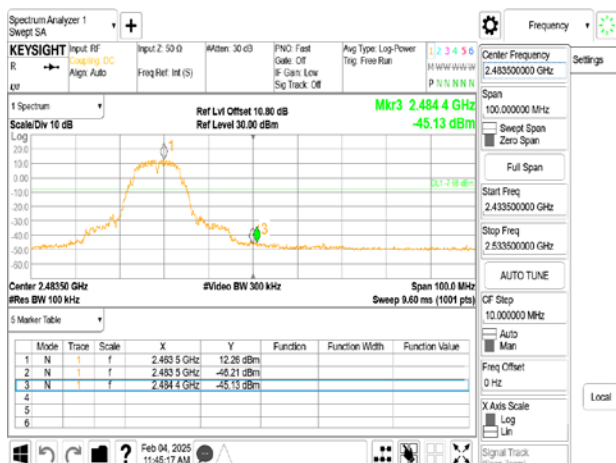 Spectrum Analyzer 1
Swept SA
Frequency
KEYSIGHT
Input: RF
Coupling: DC
Align: Auto
Input Z: 50 Ω
Freq Ref: Int (S)
#Atten: 30 dB
PNO: Fast
Gate: Off
IF Gain: Low
Sig Track: Off
Avg Type: Log-Power
Trig: Free Run
1 2 3 4 5 6
M W W W W W
P N N N N N
R
LXI
1 Spectrum
Scale/Div 10 dB
Log
Ref Lvl Offset 10.80 dB
Ref Level 30.00 dBm
Mkr3 2.484 4 GHz
-45.13 dBm
20.0
10.0
0.00
-10.0
-20.0
-30.0
-40.0
-50.0
-60.0
1
3
Center 2.48350 GHz
#Res BW 100 kHz
#Video BW 300 kHz
Span 100.0 MHz
Sweep 9.60 ms (1001 pts)
5 Marker Table
Mode Trace Scale X Y Function Function Width Function Value
1 N 1 f 2.463 5 GHz 12.26 dBm
2 N 1 f 2.483 5 GHz -46.21 dBm
3 N 1 f 2.484 4 GHz -45.13 dBm
4
5
6
?
Feb 04, 2025
11:45:17 AM
Center Frequency
2.483500000 GHz
Span
100.000000 MHz
Swept Span
Zero Span
Full Span
Start Freq
2.433500000 GHz
Stop Freq
2.533500000 GHz
AUTO TUNE
CF Step
10.000000 MHz
Auto
Man
Freq Offset
0 Hz
X Axis Scale
Log
Lin
Signal Track
Settings
Local